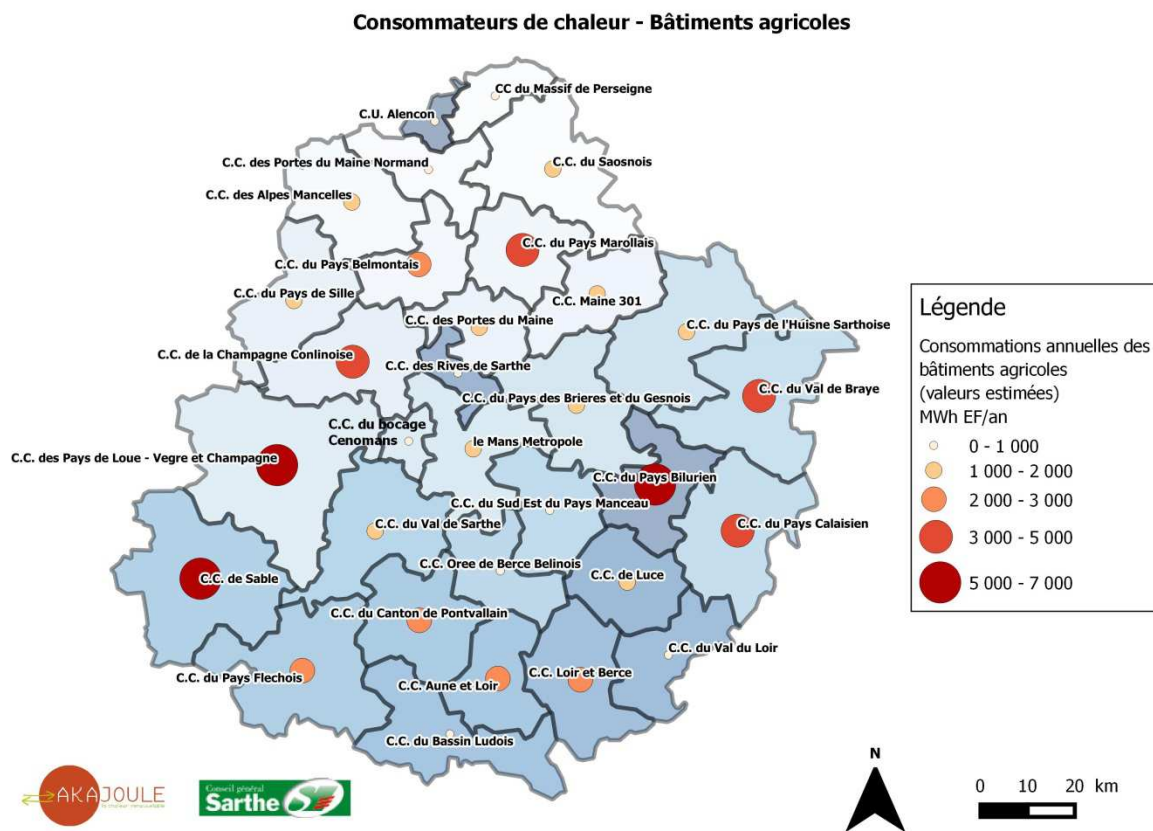 Consommateurs de chaleur - Bâtiments agricoles
CC du Massif de Perseigne
C.U. Alencon
C.C. des Portes du Maine Normand
C.C. du Saosnois
C.C. des Alpes Mancelles
C.C. du Pays Marollais
C.C. du Pays Belmontais
C.C. du Pays de Sille
C.C. Maine 301
C.C. des Portes du Maine
C.C. du Pays de l'Huisne Sarthoise
C.C. de la Champagne Conlinoise
C.C. des Rives de Sarthe
C.C. du Val de Braye
C.C. du Pays des Brieres et du Gesnois
C.C. du bocage
Cenomans
le Mans Metropole
C.C. des Pays de Loue - Vegre et Champagne
C.C. du Pays Bilurien
C.C. du Sud Est du Pays Manceau
C.C. du Val de Sarthe
C.C. du Pays Calaisien
C.C. Oree de Berce Belinois
C.C. de Sable
C.C. de Luce
C.C. du Canton de Pontvallain
C.C. du Val du Loir
C.C. du Pays Flechois
C.C. Aune et Loir
C.C. Loir et Berce
C.C. du Bassin Ludois
Légende
Consommations annuelles des
bâtiments agricoles
(valeurs estimées)
MWh EF/an
0 - 1 000
1 000 - 2 000
2 000 - 3 000
3 000 - 5 000
5 000 - 7 000
AKAJOULE
Conseil général
Sarthe
N
0 10 20 km